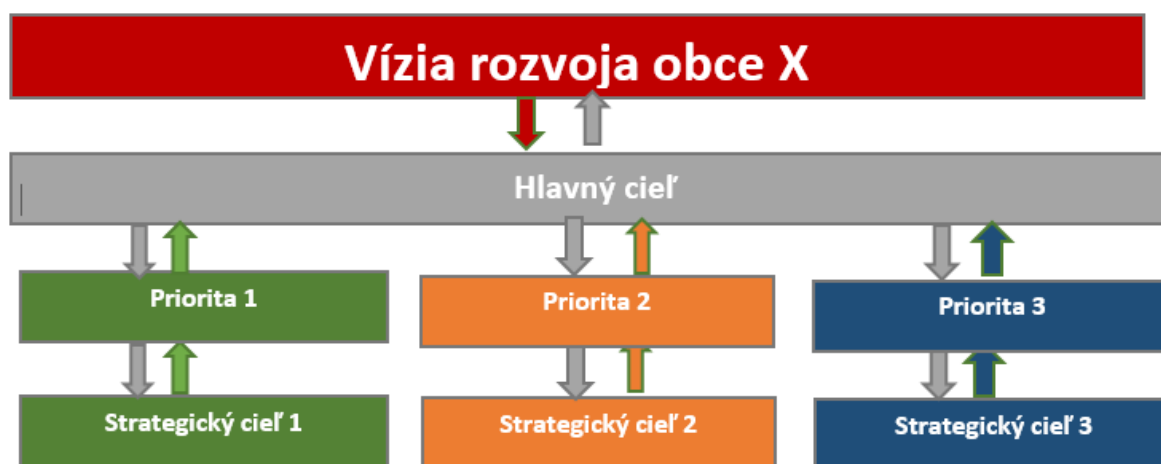 Vízia rozvoja obce X
Hlavný cieľ
Priorita 1
Priorita 2
Priorita 3
Strategický cieľ 1
Strategický cieľ 2
Strategický cieľ 3